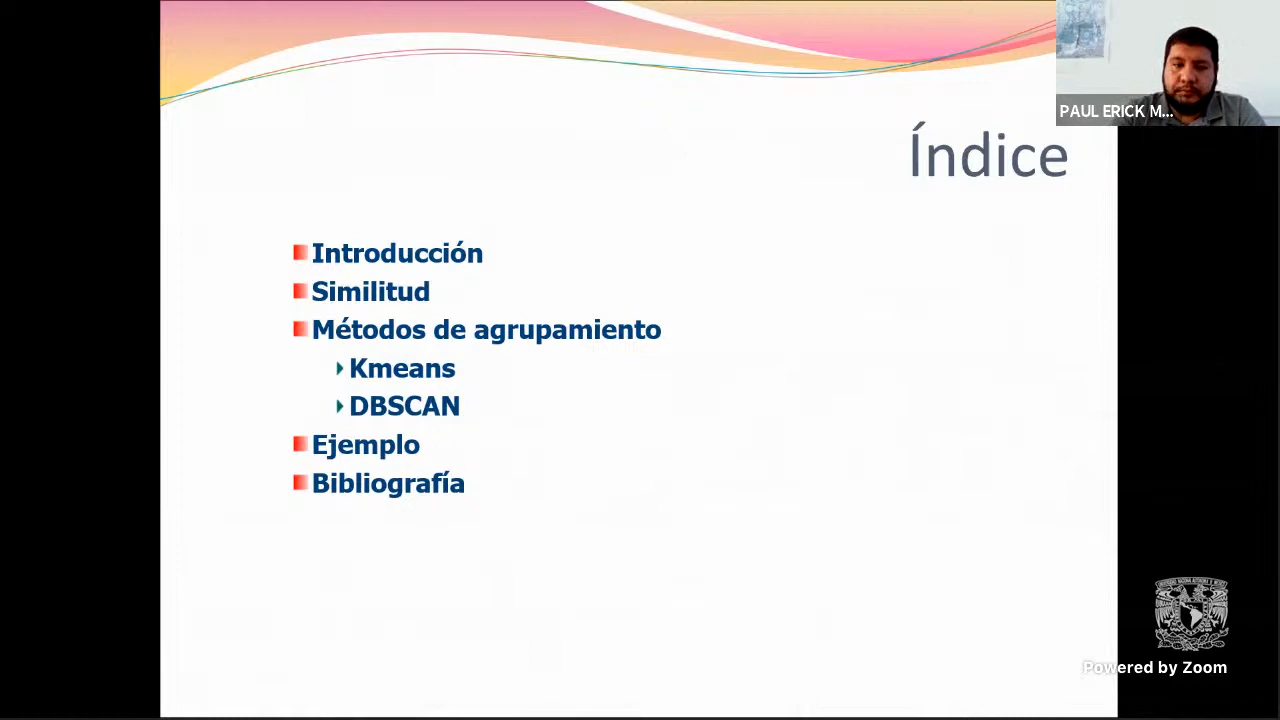 PAUL ERICK M...
Índice
Introducción
Similitud
Métodos de agrupamiento
Kmeans
DBSCAN
Ejemplo
Bibliografía
Powered by Zoom